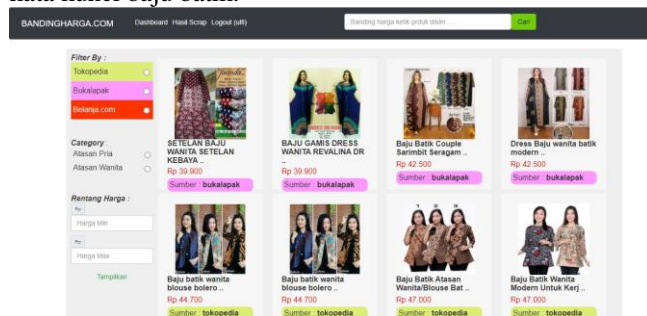 BANDINGHARGA.COM Dashboard Hasil Scrap Logout (ulfi) Banding harga ketik produk disini .... Cari
Filter By :
Tokopedia
Bukalapak
Belanja.com
Category :
Atasan Pria
Atasan Wanita
Rentang Harga :
Rp
Harga Min
Rp
Harga Max
Tampilkan
SETELAN BAJU
WANITA SETELAN
KEBAYA ..
Rp 39.900
Sumber : bukalapak
BAJU GAMIS DRESS
WANITA REVALINA DR
..
Rp 39.900
Sumber : bukalapak
Baju Batik Couple
Sarimbit Seragam ..
Rp 42.500
Sumber : bukalapak
Dress Baju wanita batik
modern ..
Rp 42.500
Sumber : bukalapak
Baju batik wanita
blouse bolero ..
Rp 44.700
Sumber : tokopedia
Baju batik wanita
blouse bolero ..
Rp 44.700
Sumber : tokopedia
Baju Batik Atasan
Wanita/Blouse Bat ..
Rp 47.000
Sumber : tokopedia
Baju Batik Wanita
Modern Untuk Kerj ..
Rp 47.000
Sumber : tokopedia